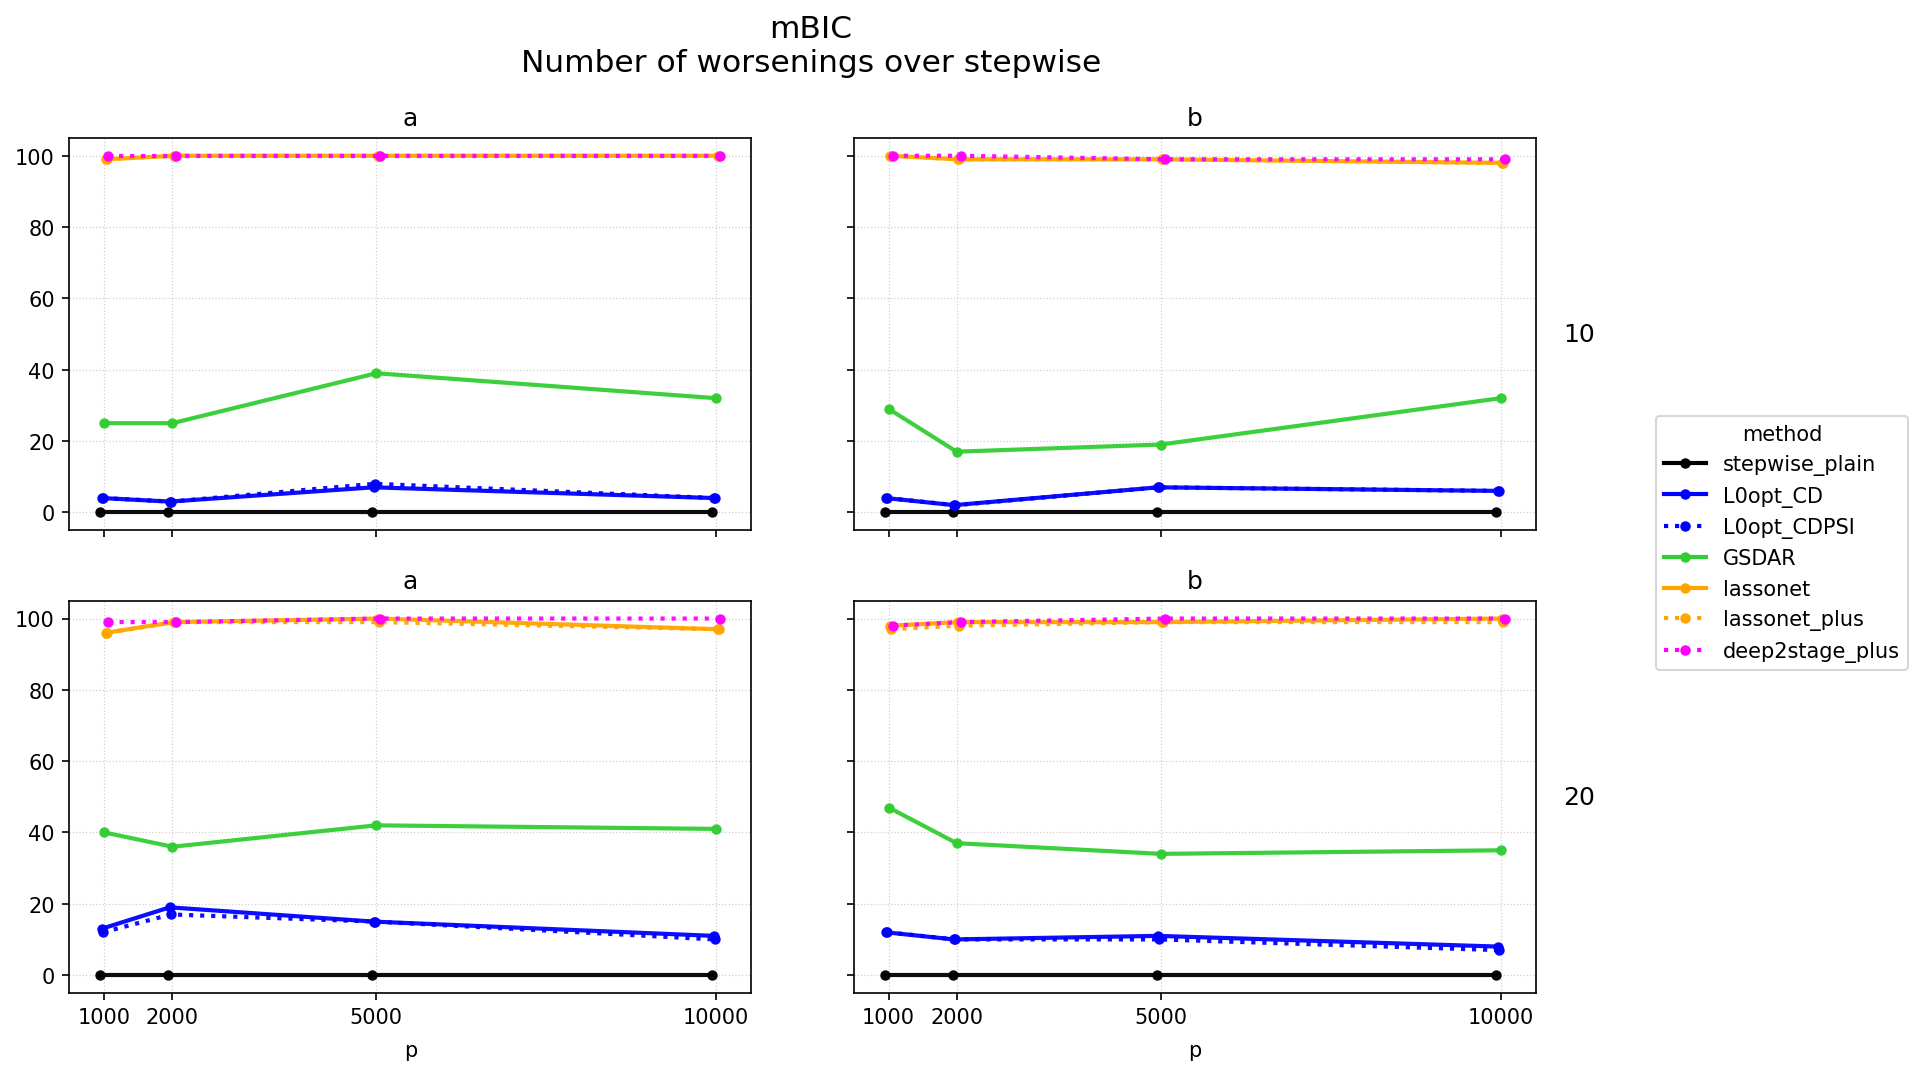 mBIC
Number of worsenings over stepwise
a
b
100
80
60
40
20
0
10
a
b
100
80
60
40
20
0
20
1000 2000 5000 10000
1000 2000 5000 10000
p
p
method
stepwise_plain
L0opt_CD
L0opt_CDPSI
GSDAR
lassonet
lassonet_plus
deep2stage_plus